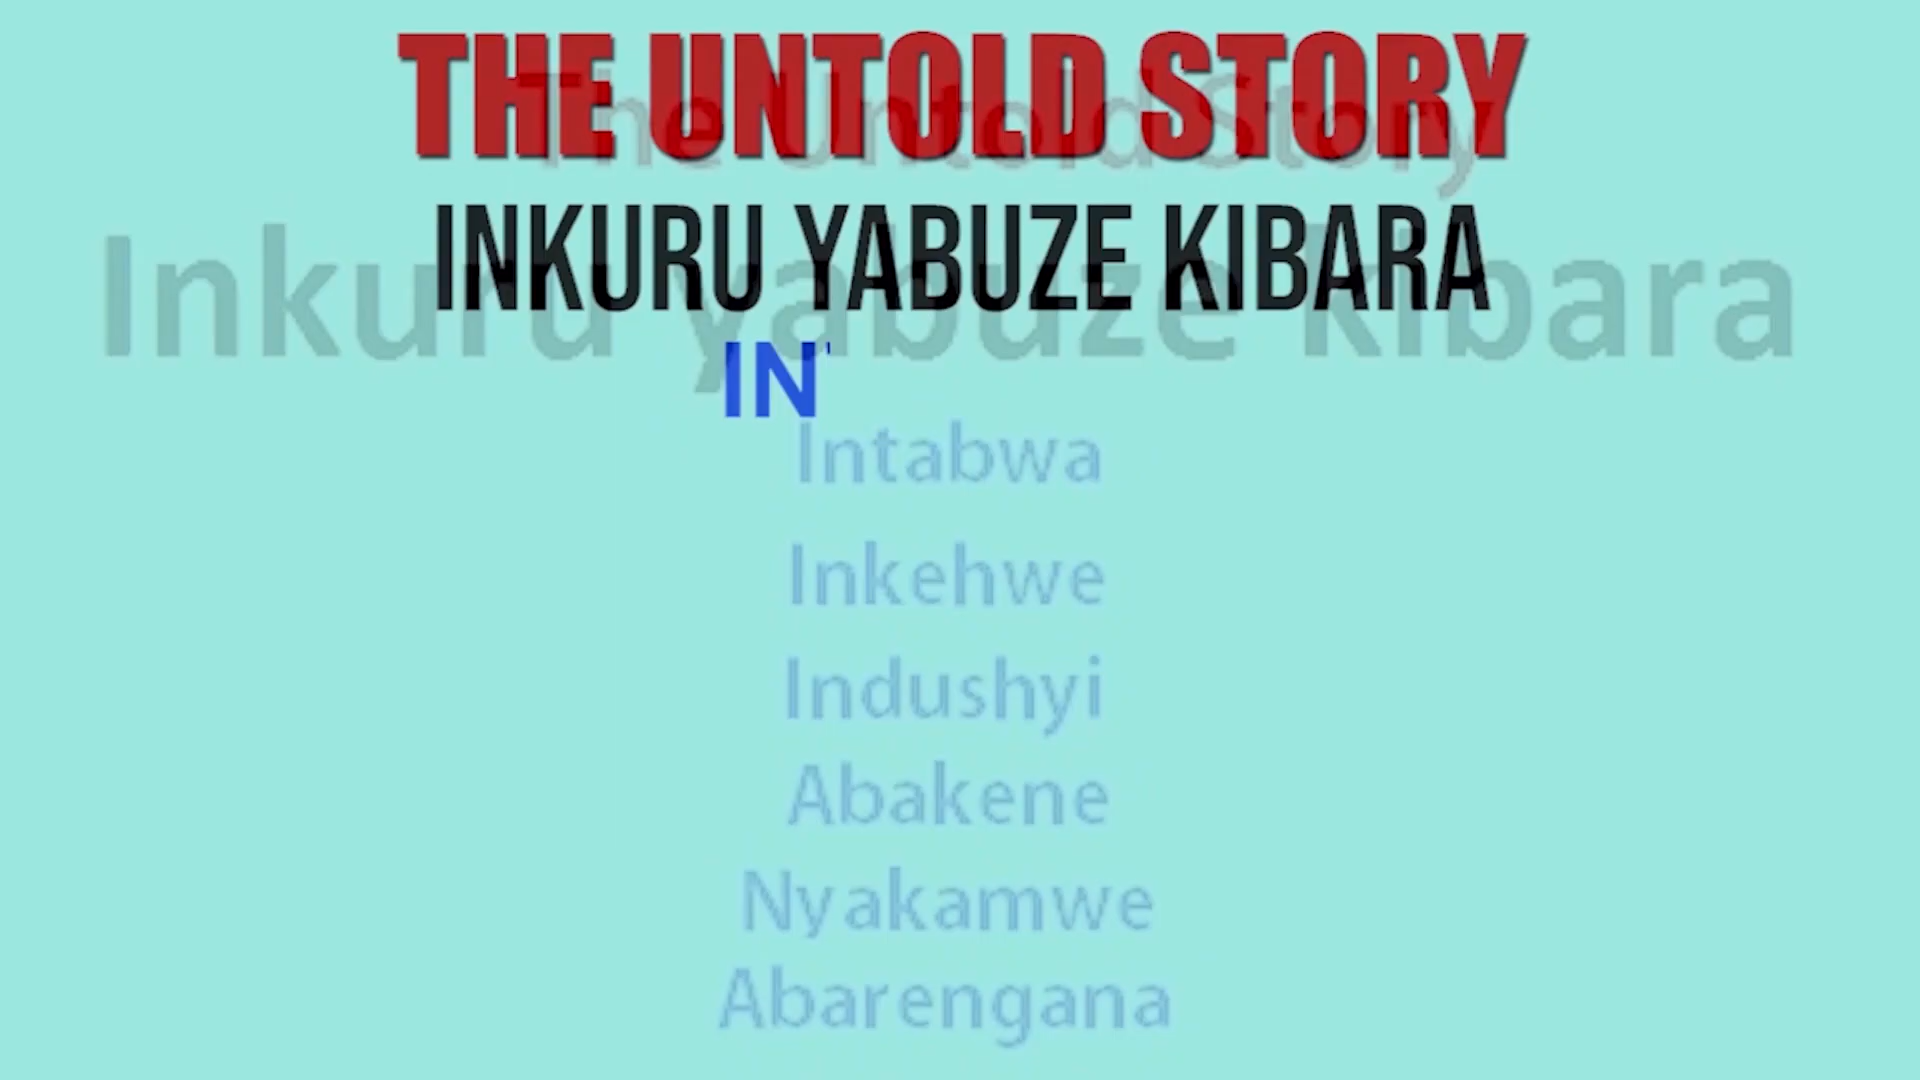 THE UNTOLD STORY
The Untold Story
INKURU YABUZE KIBARA
Inkuru yabuze kibara
IN
Intabwa
Inkehwe
Indushyi
Abakene
Nyakamwe
Abarengana